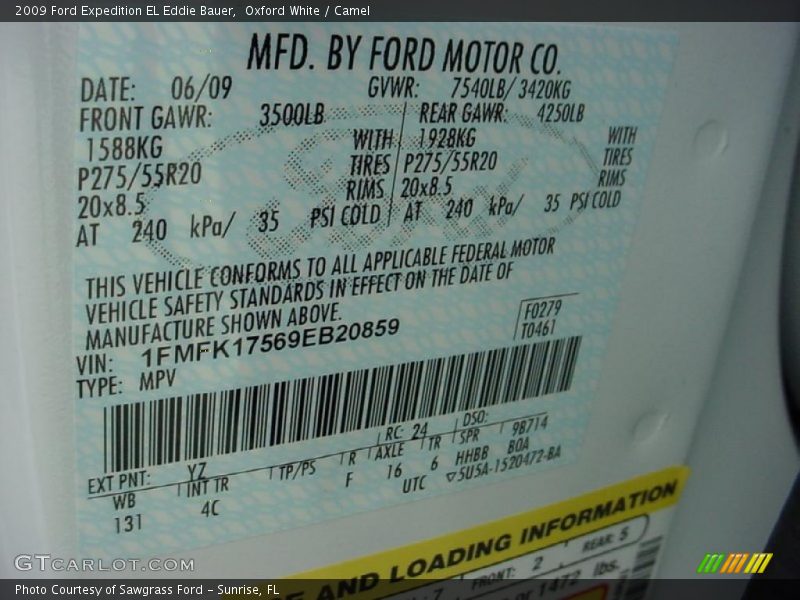 2009 Ford Expedition EL Eddie Bauer, Oxford White / Camel
MFD. BY FORD MOTOR CO.
DATE: 06/09 GVWR: 7540LB/ 3420KG
FRONT GAWR: 3500LB REAR GAWR: 4250LB
1588KG WITH 1928KG WITH
P275/55R20 TIRES P275/55R20 TIRES
20x8.5 RIMS 20x8.5 RIMS
AT 240 kPa/ 35 PSI COLD AT 240 kPa/ 35 PSI COLD
THIS VEHICLE CONFORMS TO ALL APPLICABLE FEDERAL MOTOR
VEHICLE SAFETY STANDARDS IN EFFECT ON THE DATE OF
MANUFACTURE SHOWN ABOVE.
F0279
T0461
VIN: 1FMFK17569EB20859
TYPE: MPV
EXT PNT: YZ RC: 24 DSO:
WB INT TR TP/PS R AXLE TR SPR 9B714
131 4C F 16 6 HHBB BOA
UTC ▽5U5A-1520472-BA
AND LOADING INFORMATION
7 FRONT: 2 REAR: 5
1472 lbs.
GTCARLOT.COM
Photo Courtesy of Sawgrass Ford - Sunrise, FL